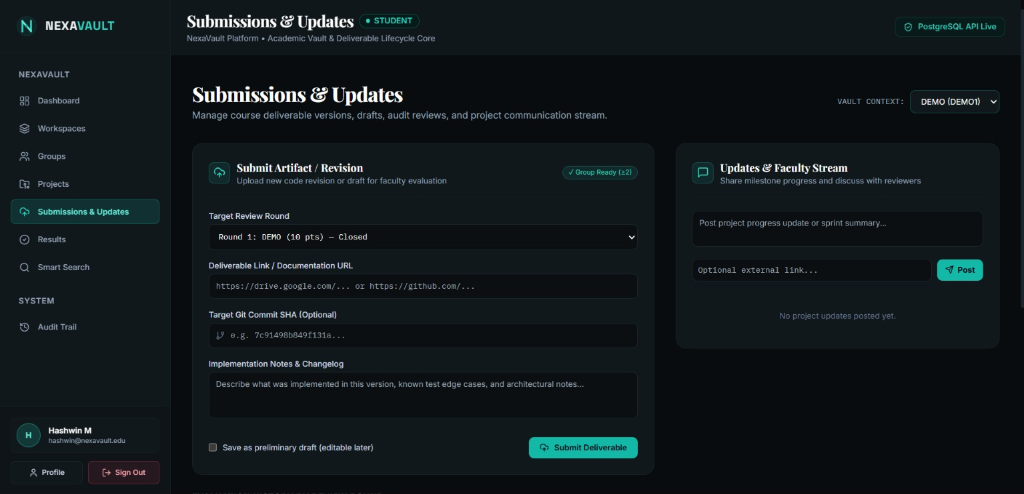 NEXAVAULT
NEXAVAULT
Dashboard
Workspaces
Groups
Projects
Submissions & Updates
Results
Smart Search
SYSTEM
Audit Trail
H
Hashwin M
hashwin@nexavault.edu
Profile
Sign Out
Submissions & Updates
STUDENT
NexaVault Platform • Academic Vault & Deliverable Lifecycle Core
PostgreSQL API Live
Submissions & Updates
Manage course deliverable versions, drafts, audit reviews, and project communication stream.
VAULT CONTEXT:
DEMO (DEMO1)
Submit Artifact / Revision
Upload new code revision or draft for faculty evaluation
✓ Group Ready (≥2)
Target Review Round
Round 1: DEMO (10 pts) — Closed
Deliverable Link / Documentation URL
https://drive.google.com/... or https://github.com/...
Target Git Commit SHA (Optional)
e.g. 7c91498b849f131a...
Implementation Notes & Changelog
Describe what was implemented in this version, known test edge cases, and architectural notes...
Save as preliminary draft (editable later)
Submit Deliverable
Updates & Faculty Stream
Share milestone progress and discuss with reviewers
Post project progress update or sprint summary...
Optional external link...
Post
No project updates posted yet.